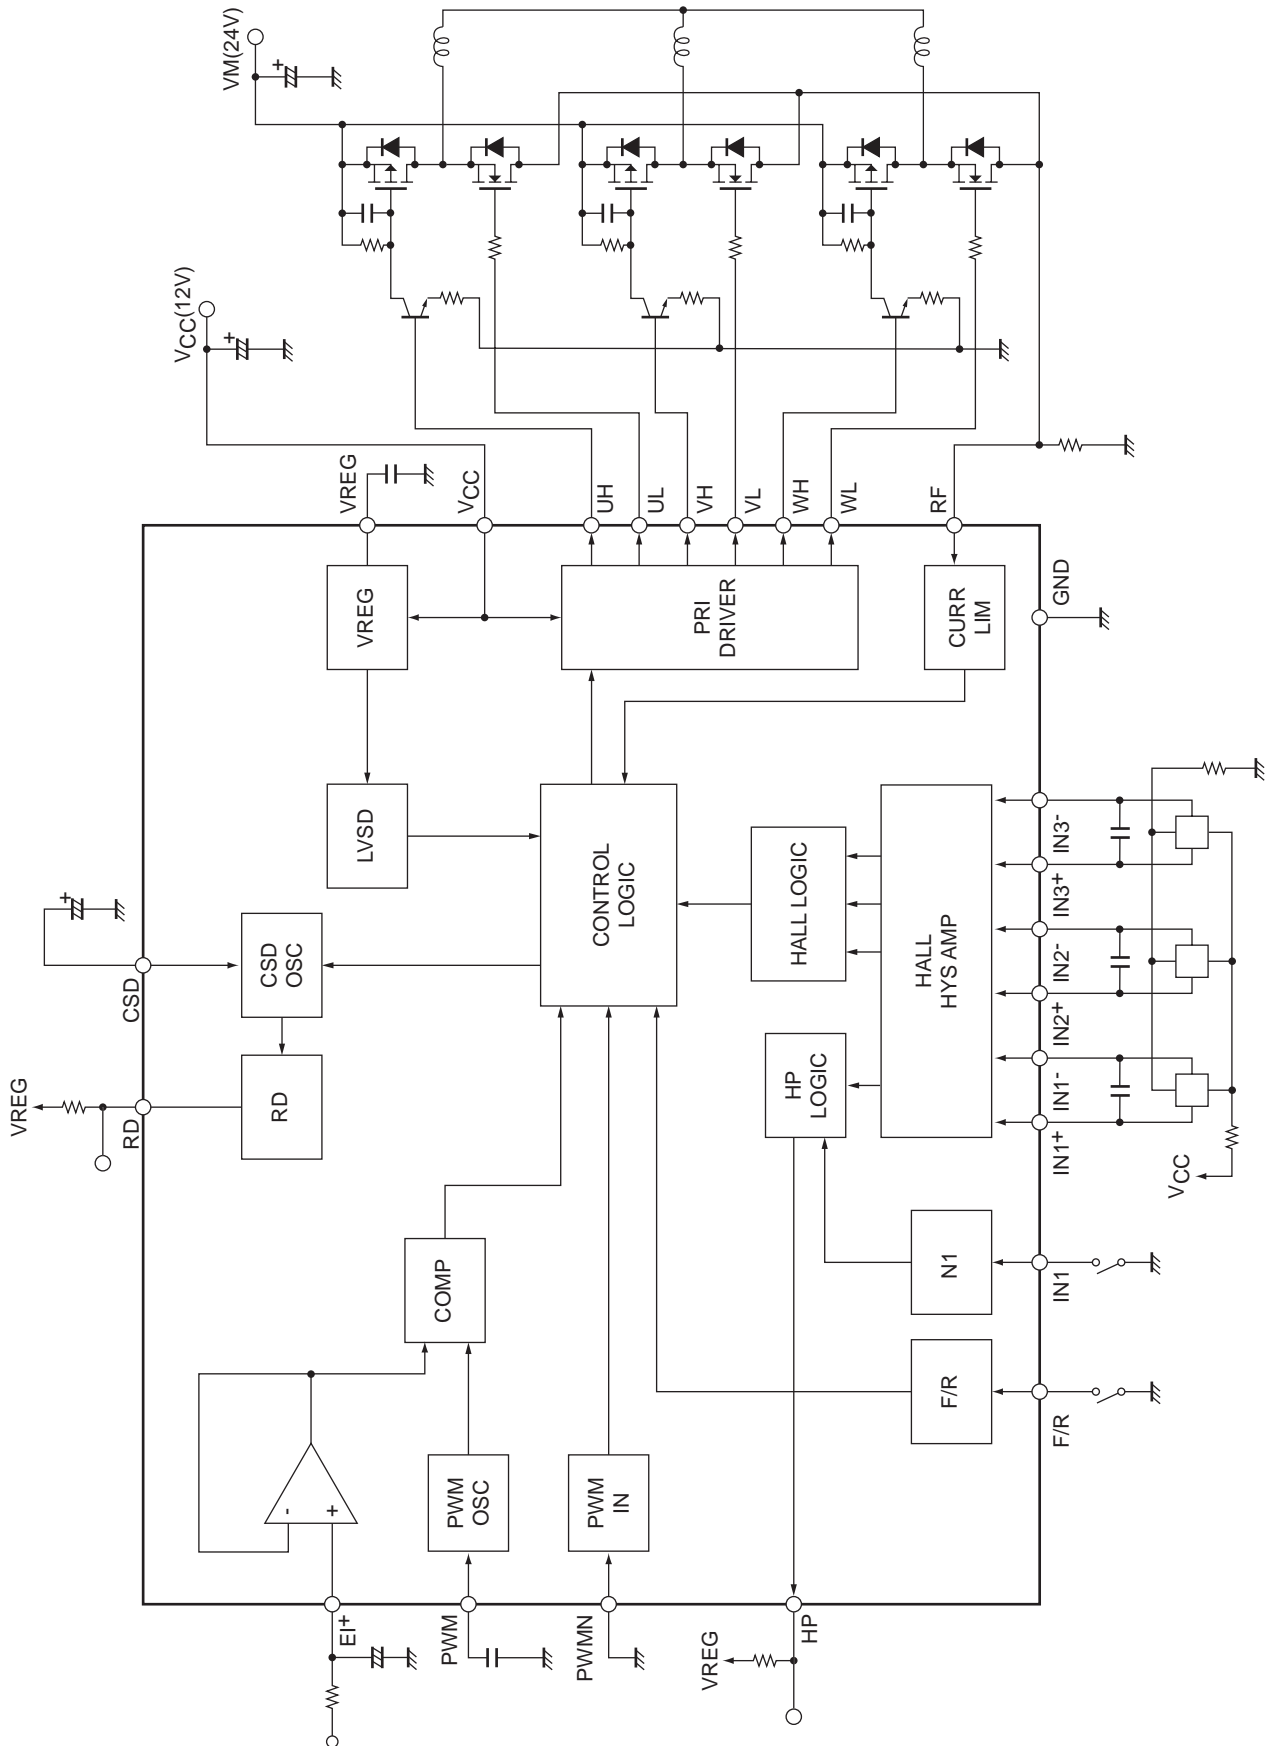 VM(24V)
+
VCC(12V)
+
VREG
VCC
UH
UL
VH
VL
WH
WL
RF
GND
VREG
PRI
DRIVER
CURR
LIM
LVSD
CONTROL
LOGIC
HALL LOGIC
HALL
HYS AMP
IN3-
IN3+
IN2-
IN2+
IN1-
IN1+
VCC
+
CSD
CSD
OSC
VREG
RD
RD
HP
LOGIC
COMP
N1
IN1
F/R
F/R
-
+
PWM
OSC
PWM
IN
EI+
PWM
PWMN
VREG
HP